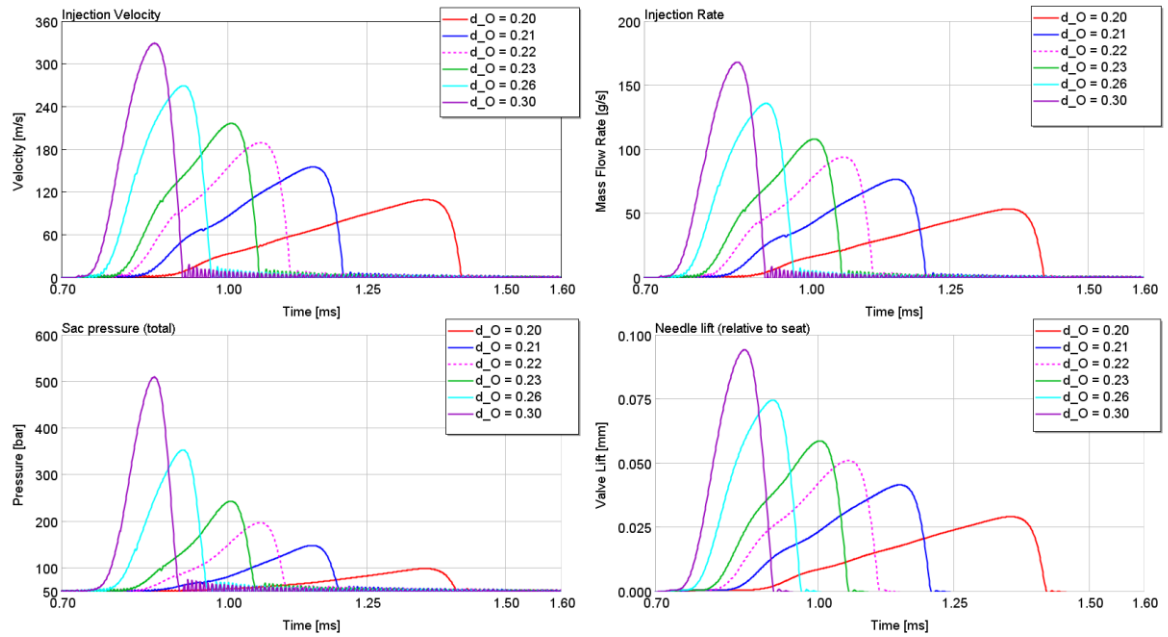 Injection Velocity
360
300
240
180
120
60
0
Velocity [m/s]
0.70
1.00
1.25
1.60
Time [ms]
d_O = 0.20
d_O = 0.21
d_O = 0.22
d_O = 0.23
d_O = 0.26
d_O = 0.30
Injection Rate
200
150
100
50
0
Mass Flow Rate [g/s]
0.70
1.00
1.25
1.60
Time [ms]
d_O = 0.20
d_O = 0.21
d_O = 0.22
d_O = 0.23
d_O = 0.26
d_O = 0.30
Sac pressure (total)
600
500
400
300
200
100
50
Pressure [bar]
0.70
1.00
1.25
1.60
Time [ms]
d_O = 0.20
d_O = 0.21
d_O = 0.22
d_O = 0.23
d_O = 0.26
d_O = 0.30
Needle lift (relative to seat)
0.100
0.075
0.050
0.025
0.000
Valve Lift [mm]
0.70
1.00
1.25
1.60
Time [ms]
d_O = 0.20
d_O = 0.21
d_O = 0.22
d_O = 0.23
d_O = 0.26
d_O = 0.30